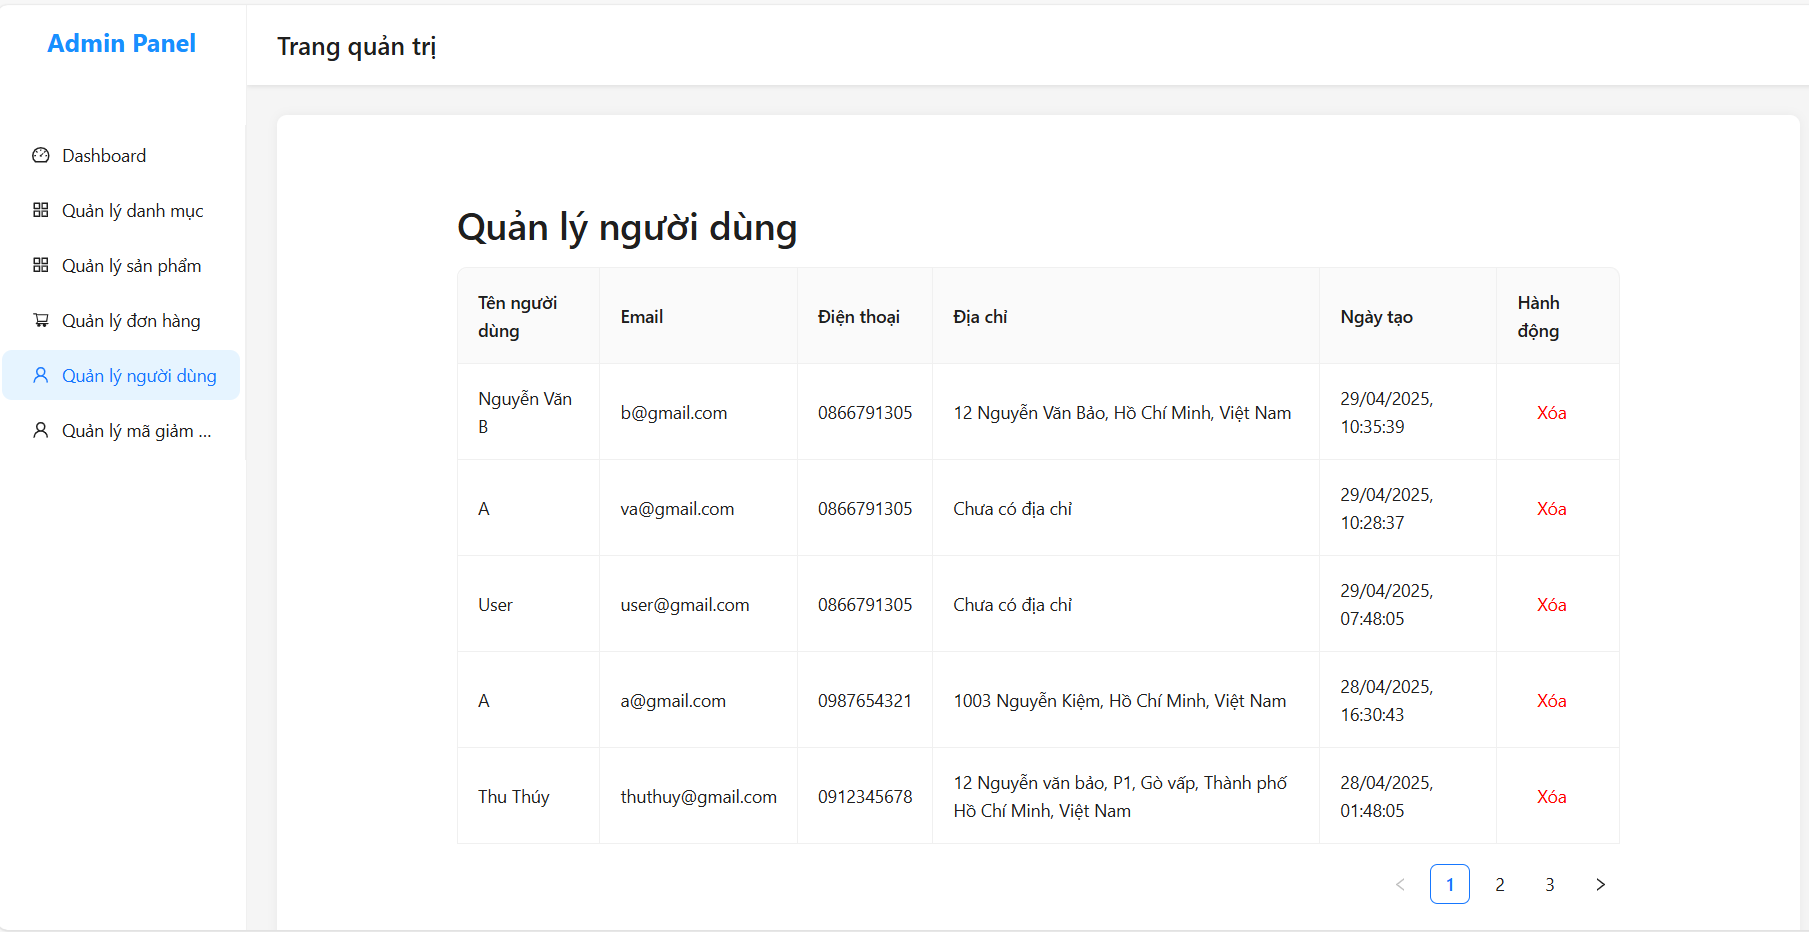 Admin Panel
Trang quản trị
Dashboard
Quản lý danh mục
Quản lý sản phẩm
Quản lý đơn hàng
Quản lý người dùng
Quản lý mã giảm ...
Quản lý người dùng
Tên người
dùng
Email
Điện thoại
Địa chỉ
Ngày tạo
Hành
động
Nguyễn Văn
B
b@gmail.com
0866791305
12 Nguyễn Văn Bảo, Hồ Chí Minh, Việt Nam
29/04/2025,
10:35:39
Xóa
A
va@gmail.com
0866791305
Chưa có địa chỉ
29/04/2025,
10:28:37
Xóa
User
user@gmail.com
0866791305
Chưa có địa chỉ
29/04/2025,
07:48:05
Xóa
A
a@gmail.com
0987654321
1003 Nguyễn Kiệm, Hồ Chí Minh, Việt Nam
28/04/2025,
16:30:43
Xóa
Thu Thúy
thuthuy@gmail.com
0912345678
12 Nguyễn văn bảo, P1, Gò vấp, Thành phố
Hồ Chí Minh, Việt Nam
28/04/2025,
01:48:05
Xóa
< 1 2 3 >